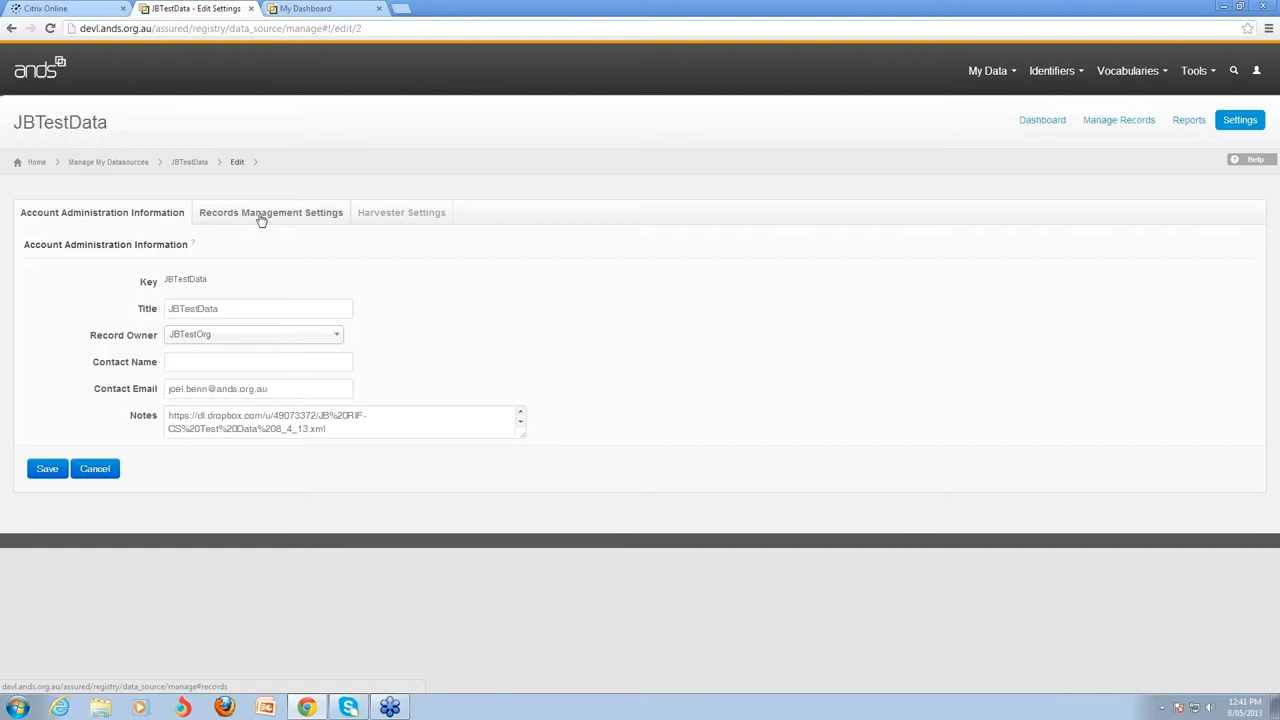 Citrix Online
JBTestData - Edit Settings
My Dashboard
devl.ands.org.au/assured/registry/data_source/manage#!/edit/2
ands
My Data
Identifiers
Vocabularies
Tools
JBTestData
Dashboard
Manage Records
Reports
Settings
Home
Manage My Datasources
JBTestData
Edit
? Help
Account Administration Information
Records Management Settings
Harvester Settings
Account Administration Information ?
Key JBTestData
Title JBTestData
Record Owner JBTestOrg
Contact Name
Contact Email joel.benn@ands.org.au
Notes https://dl.dropbox.com/u/49073372/JB%20RIF-
CS%20Test%20Data%208_4_13.xml
Save
Cancel
devl.ands.org.au/assured/registry/data_source/manage#records
12:41 PM
8/05/2013